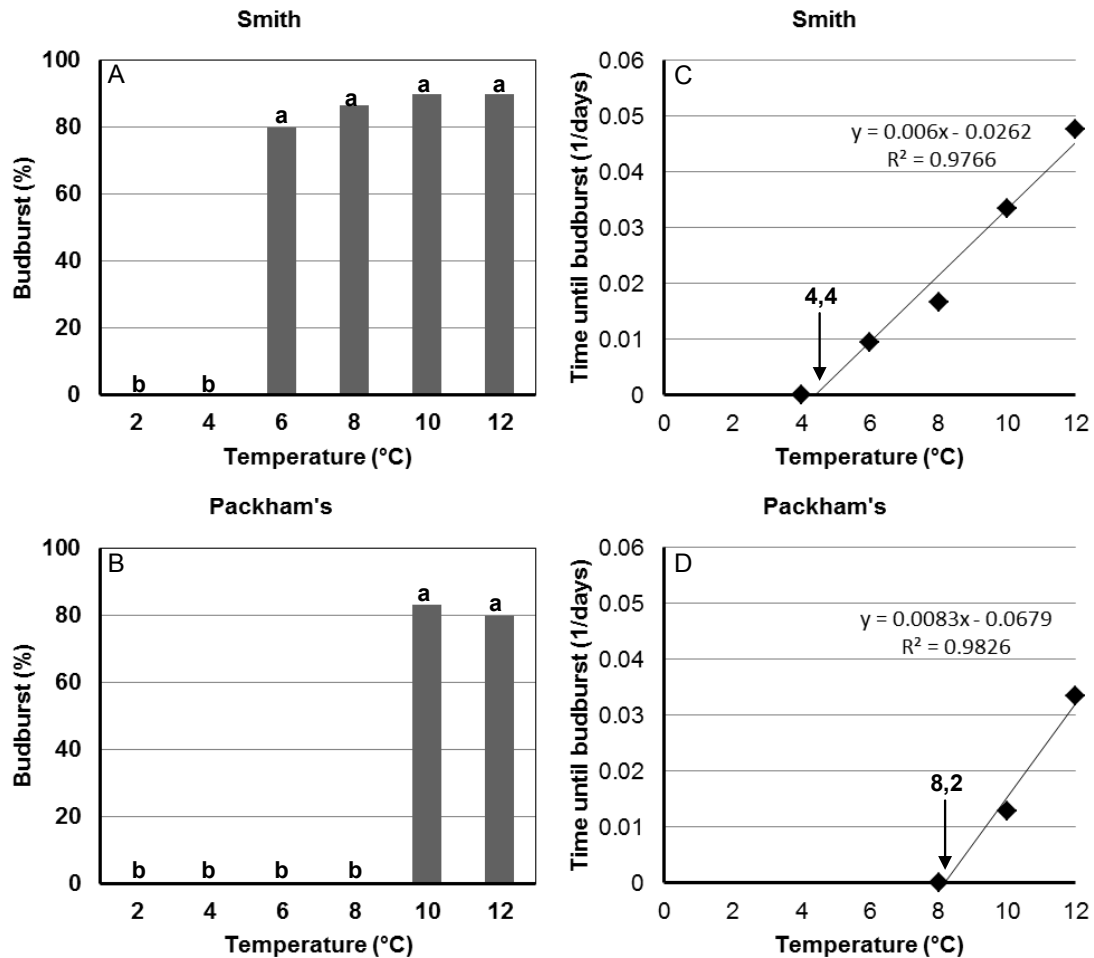 Smith
A
100
80
60
40
20
0
Budburst (%)
b b a a a a
2 4 6 8 10 12
Temperature (°C)
Smith
C
0.06
0.05
0.04
0.03
0.02
0.01
0
Time until budburst (1/days)
y = 0.006x - 0.0262
R² = 0.9766
4,4
0 2 4 6 8 10 12
Temperature (°C)
Packham's
B
100
80
60
40
20
0
Budburst (%)
b b b b a a
2 4 6 8 10 12
Temperature (°C)
Packham's
D
0.06
0.05
0.04
0.03
0.02
0.01
0
Time until budburst (1/days)
y = 0.0083x - 0.0679
R² = 0.9826
8,2
0 2 4 6 8 10 12
Temperature (°C)